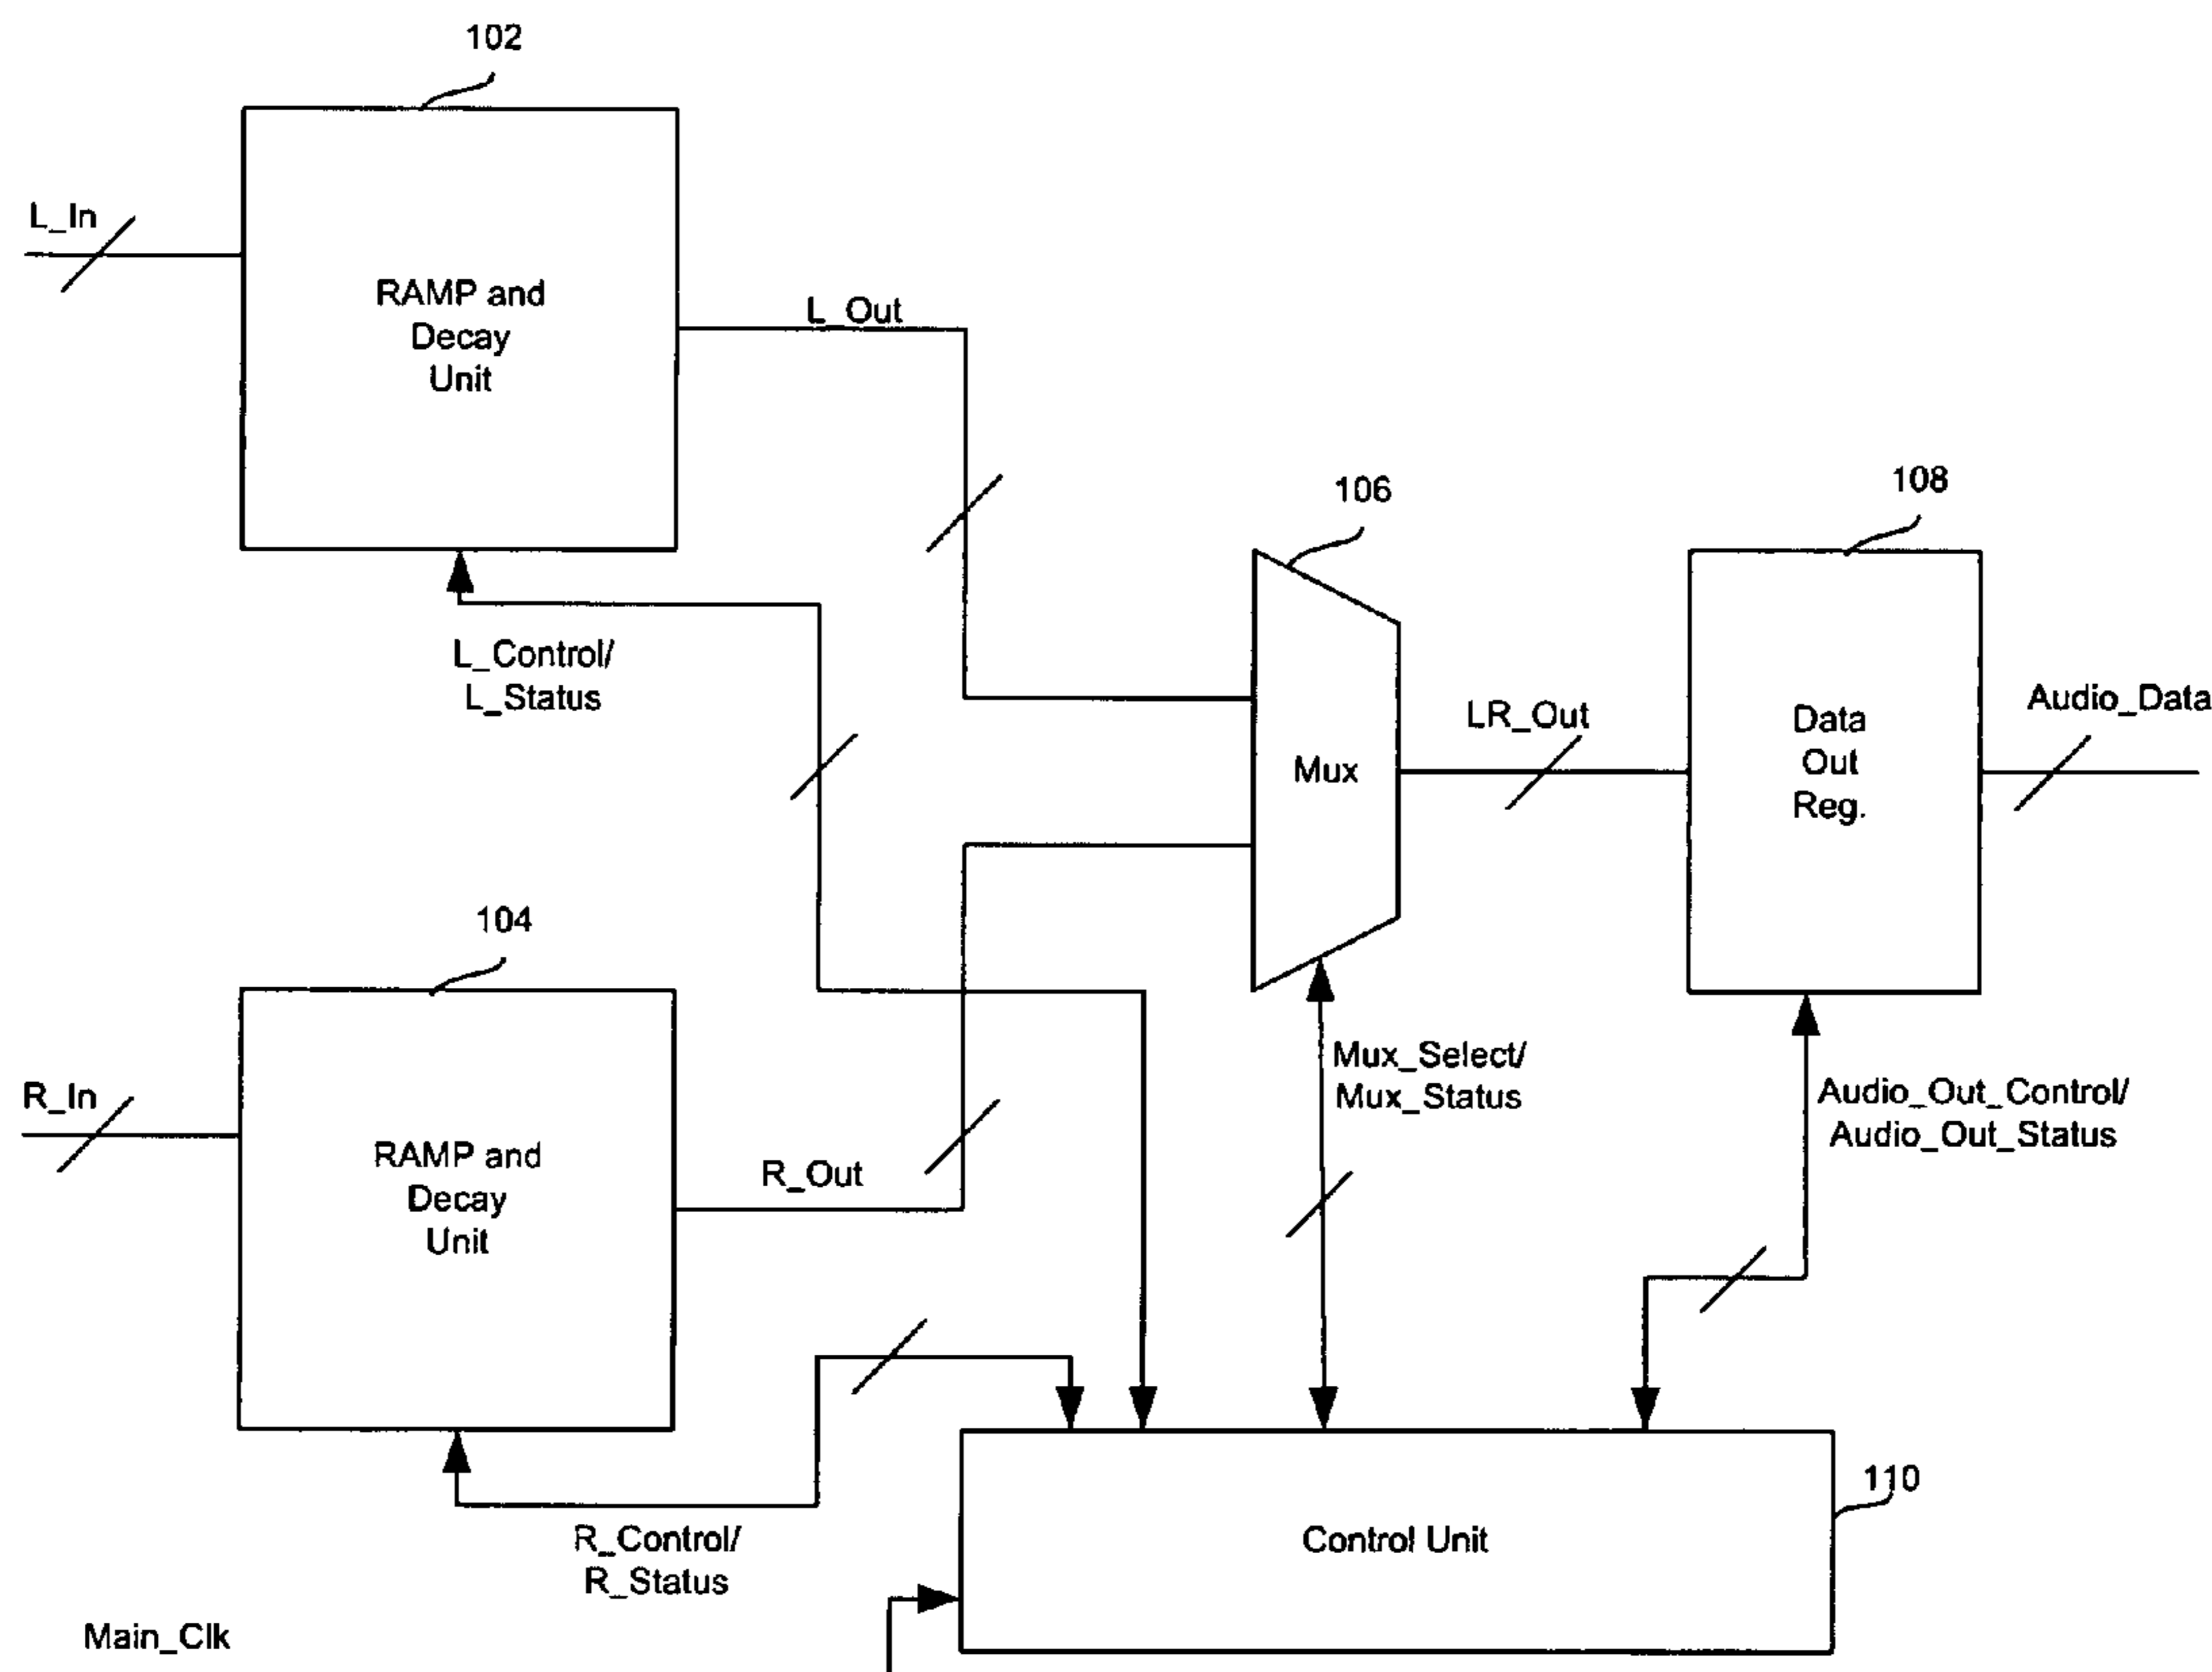 102
L_In
RAMP and
Decay
Unit
L_Out
L_Control/
L_Status
106
108
Mux
LR_Out
Data
Out
Reg.
Audio_Data
104
R_In
RAMP and
Decay
Unit
R_Out
Mux_Select/
Mux_Status
Audio_Out_Control/
Audio_Out_Status
R_Control/
R_Status
110
Control Unit
Main_Clk